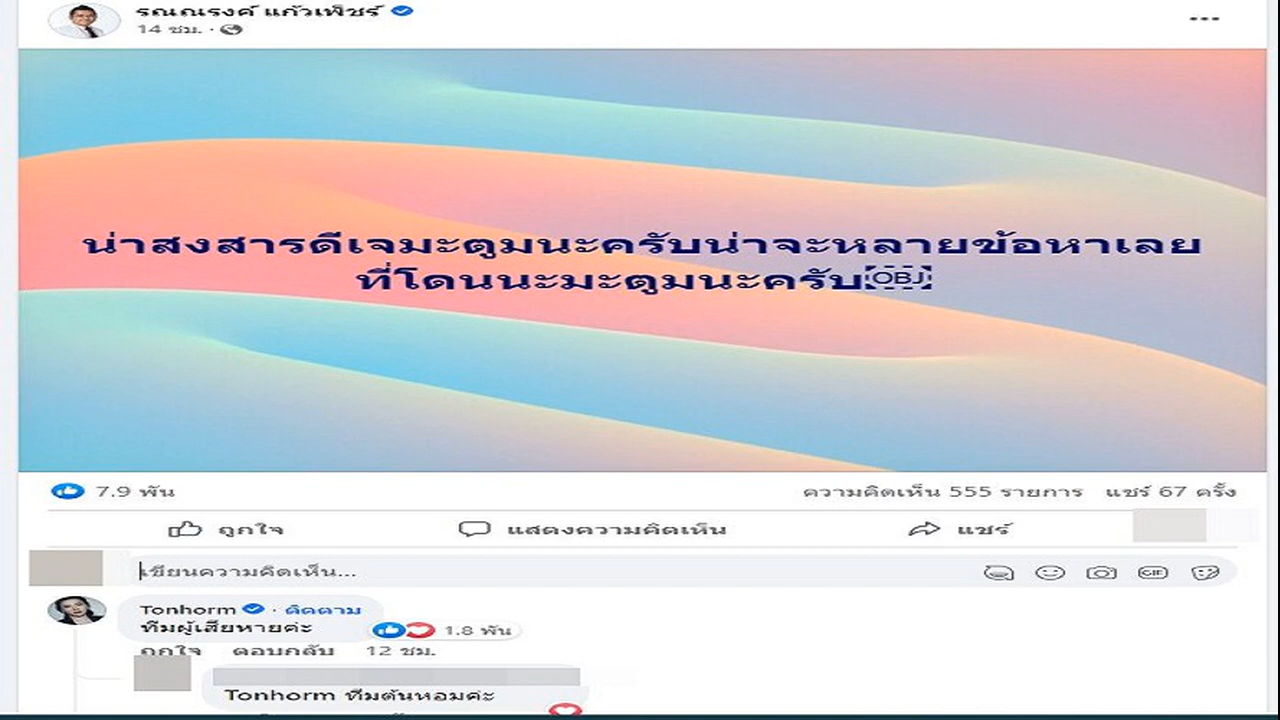 รณณรงค์ แก้วเพ็ชร์
14 ชม. ·
น่าสงสารดีเจมะตูมนะครับน่าจะหลายข้อหาเลย
ที่โดนนะมะตูมนะครับ OBJ
7.9 พัน
ความคิดเห็น 555 รายการ แชร์ 67 ครั้ง
ถูกใจ
แสดงความคิดเห็น
แชร์
เขียนความคิดเห็น...
GIF
Tonhorm · ติดตาม
ทีมผู้เสียหายค่ะ
1.8 พัน
ถูกใจ ตอบกลับ 12 ชม.
Tonhorm ทีมต้นหอมค่ะ